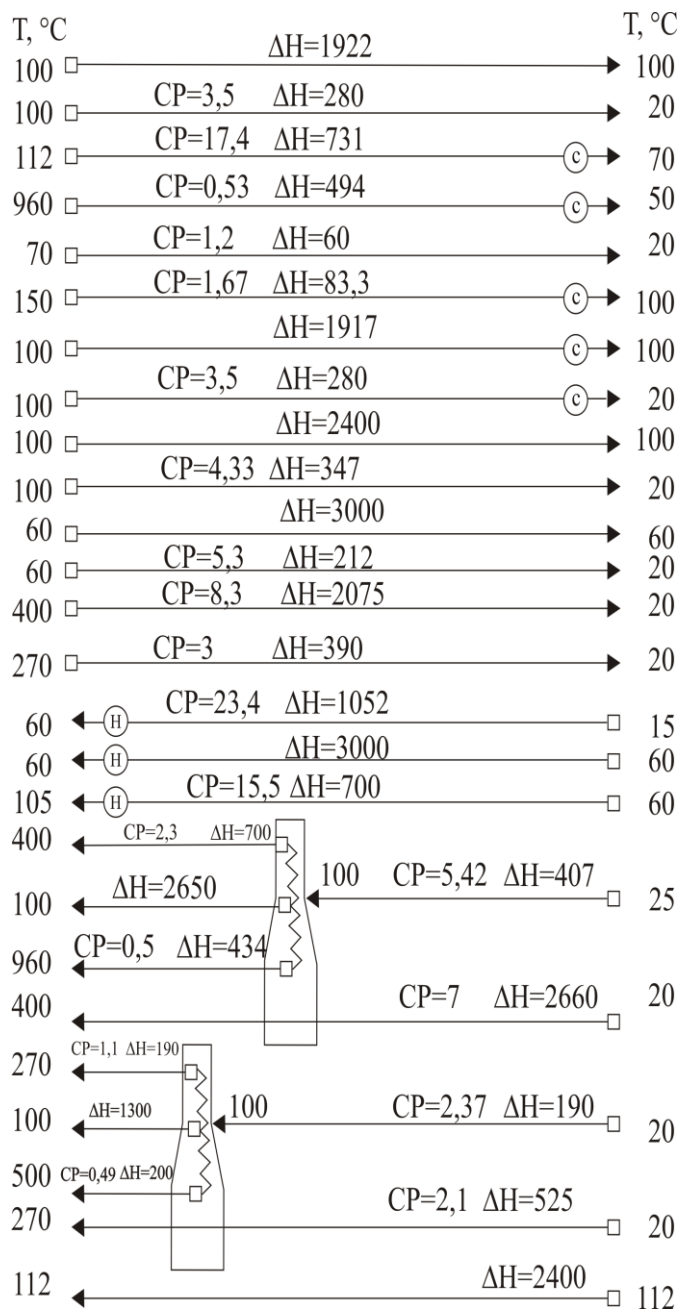 T, °C T, °C
ΔH=1922
100 100
CP=3,5 ΔH=280
100 20
CP=17,4 ΔH=731
112 c 70
CP=0,53 ΔH=494
960 c 50
CP=1,2 ΔH=60
70 20
CP=1,67 ΔH=83,3
150 c 100
ΔH=1917
100 c 100
CP=3,5 ΔH=280
100 c 20
ΔH=2400
100 100
CP=4,33 ΔH=347
100 20
ΔH=3000
60 60
CP=5,3 ΔH=212
60 20
CP=8,3 ΔH=2075
400 20
CP=3 ΔH=390
270 20
CP=23,4 ΔH=1052
60 H 15
ΔH=3000
60 H 60
CP=15,5 ΔH=700
105 H 60
400 CP=2,3 ΔH=700
ΔH=2650 100 CP=5,42 ΔH=407
100 25
CP=0,5 ΔH=434
960
CP=7 ΔH=2660 20
400
CP=1,1 ΔH=190
270
ΔH=1300 100 CP=2,37 ΔH=190
100 20
CP=0,49 ΔH=200
500
CP=2,1 ΔH=525
270 20
ΔH=2400
112 112